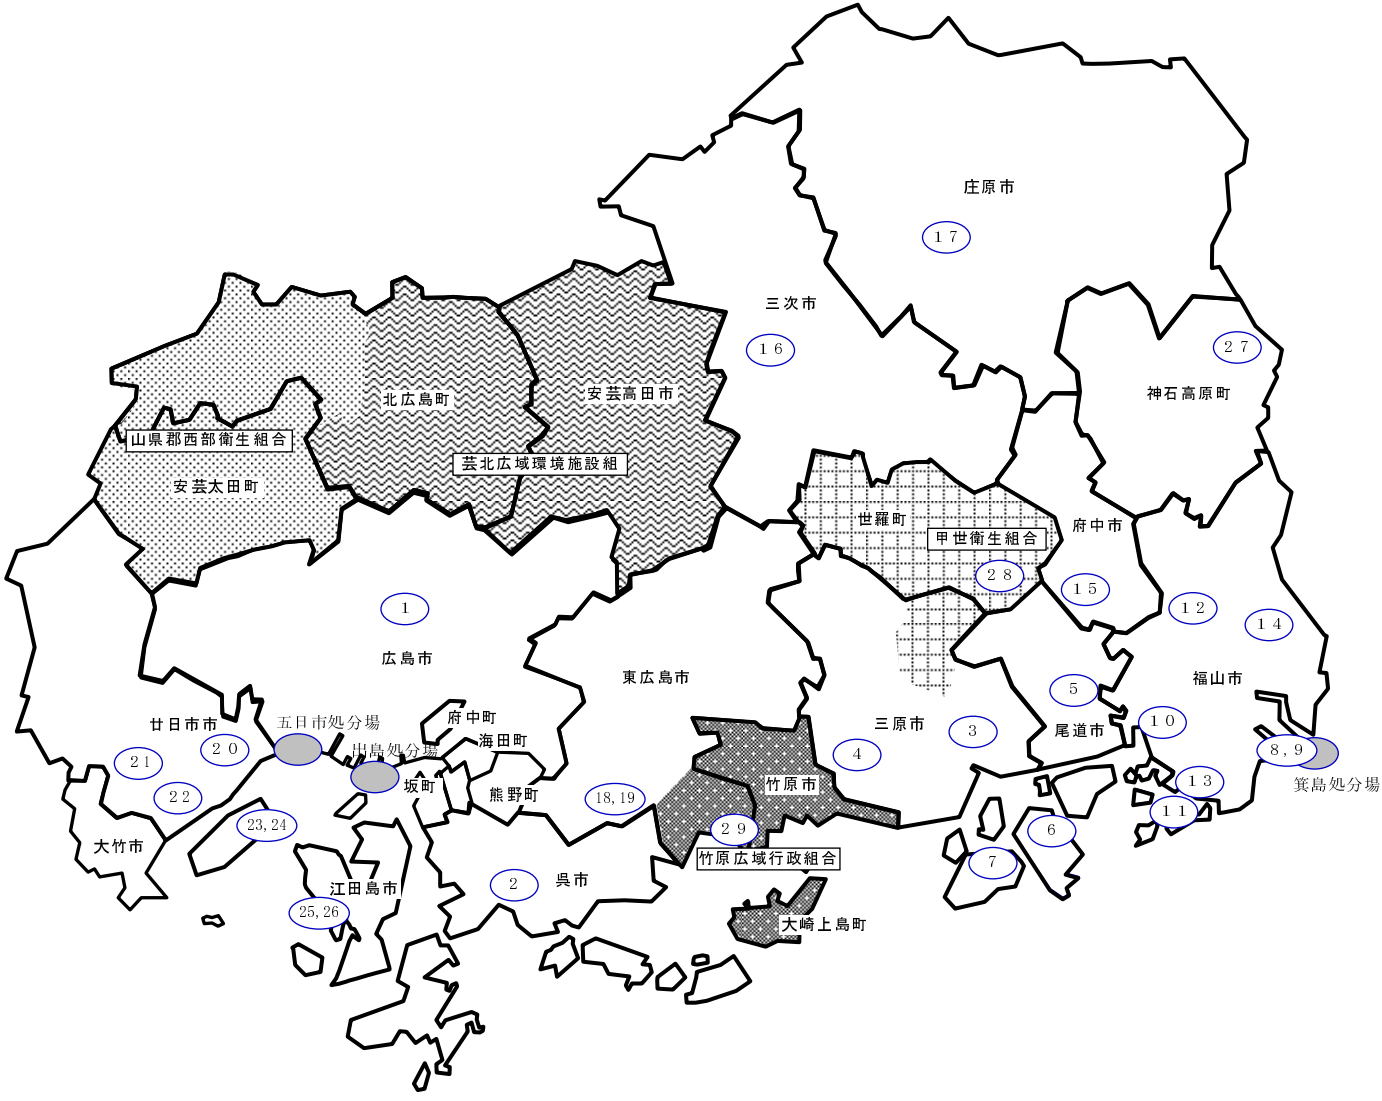 庄原市
１７
三次市
１６
２７
神石高原町
北広島町
安芸高田市
山県郡西部衛生組合
芸北広域環境施設組
安芸太田町
世羅町
甲世衛生組合
府中市
２８
１５
１
１２
１４
広島市
東広島市
福山市
５
廿日市市
五日市処分場
府中町
三原市
３
尾道市
１０
２１
２０
出島処分場
海田町
４
８,９
箕島処分場
２２
坂町
熊野町
18,19
竹原市
１３
１１
23,24
２９
６
大竹市
竹原広域行政組合
７
江田島市
２
呉市
25,26
大崎上島町